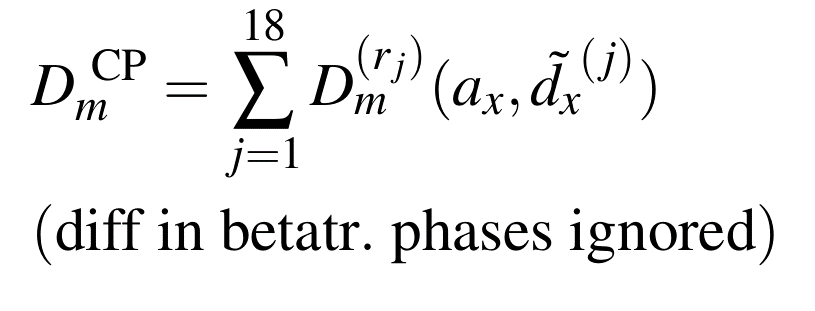 D_m^{CP} = \sum_{j=1}^{18} D_m^{(r_j)}(a_x, \tilde{d}_x^{(j)})
(diff in betatr. phases ignored)